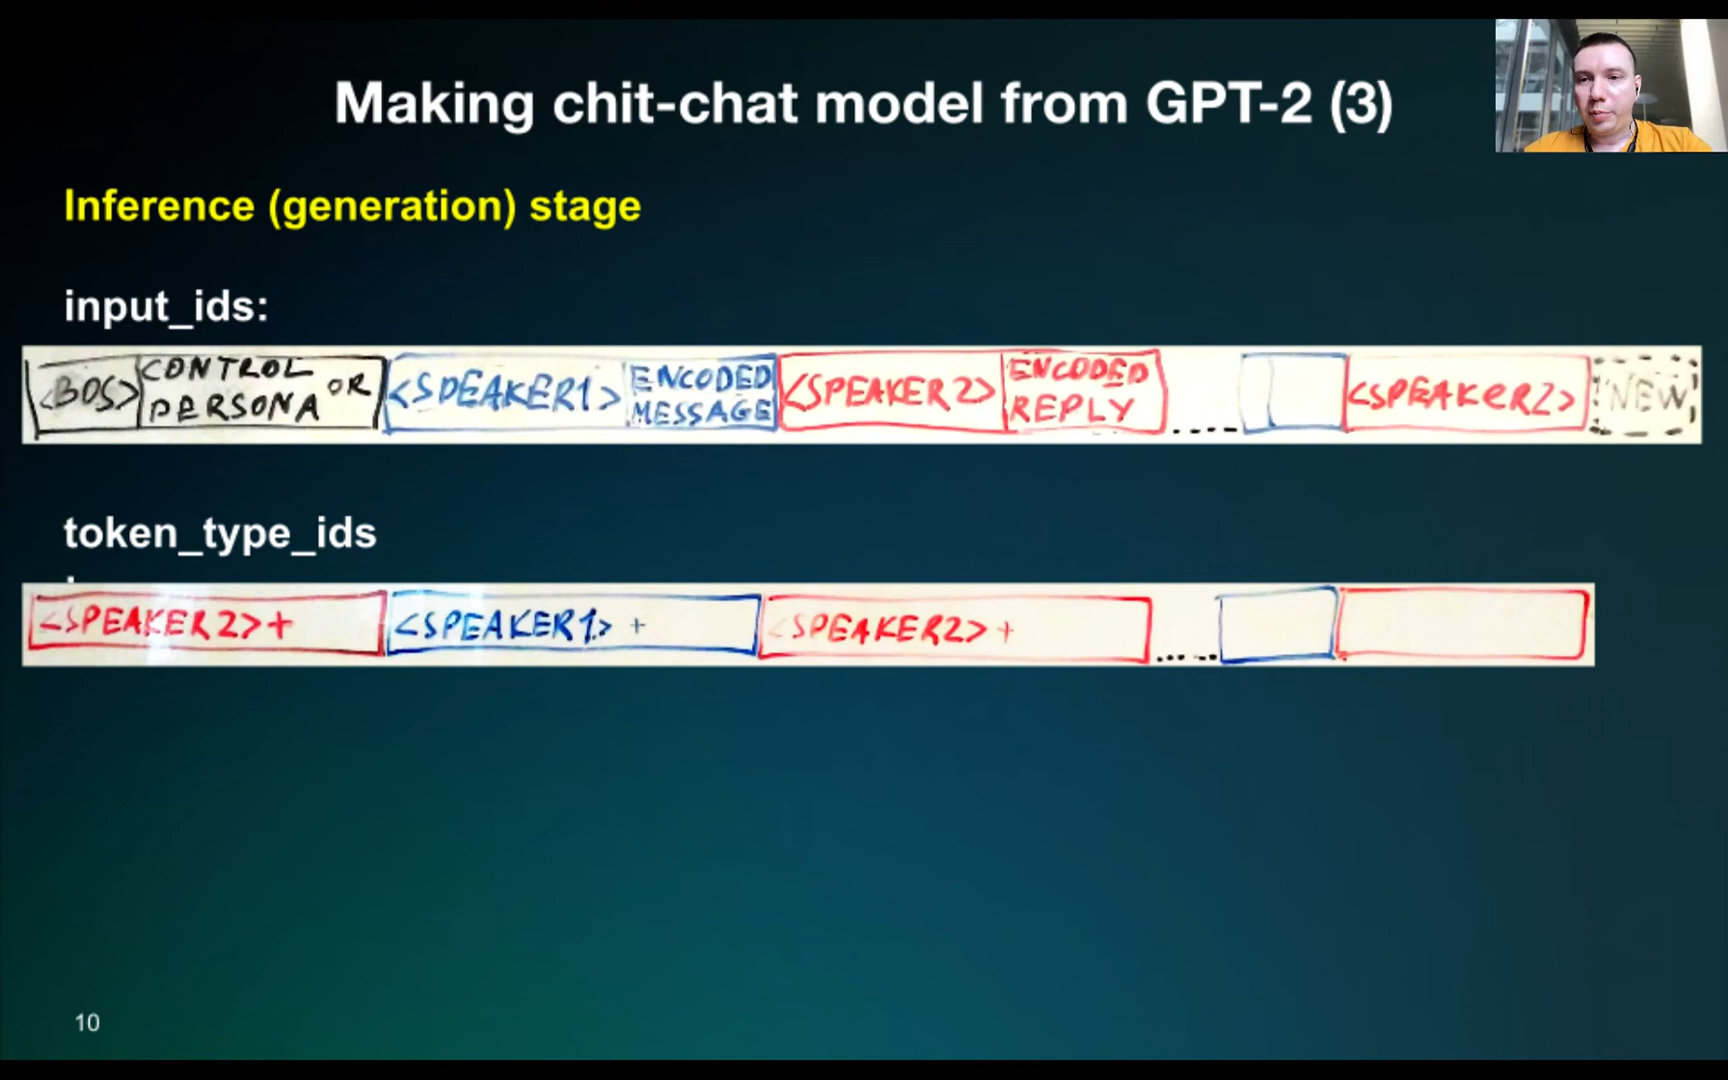 Making chit-chat model from GPT-2 (3)
Inference (generation) stage
input_ids:
<BOS> CONTROL OR PERSONA <SPEAKER1> ENCODED MESSAGE <SPEAKER2> ENCODED REPLY ..... <SPEAKER2> NEW
token_type_ids
:
<SPEAKER2>+ <SPEAKER1> + <SPEAKER2> + .....
10